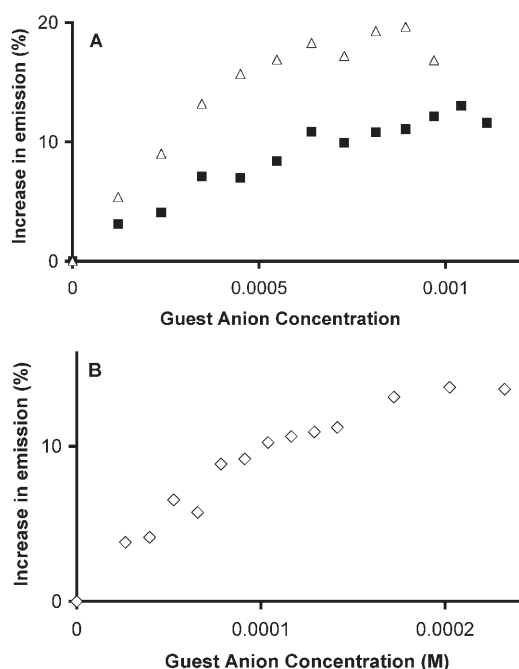 A
Increase in emission (%)
20
10
0
0
0.0005
0.001
Guest Anion Concentration
B
Increase in emission (%)
10
0
0
0.0001
0.0002
Guest Anion Concentration (M)